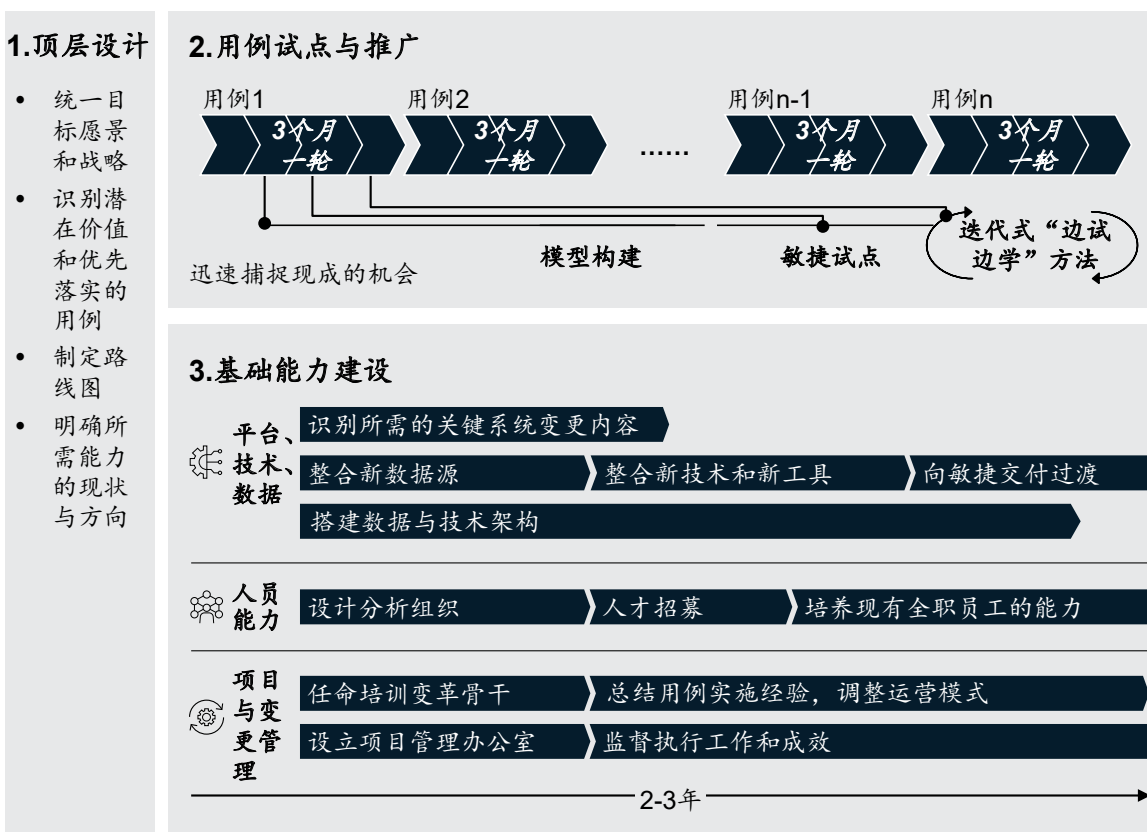 1.顶层设计
• 统一目
标愿景
和战略
• 识别潜
在价值
和优先
落实的
用例
• 制定路
线图
• 明确所
需能力
的现状
与方向
2.用例试点与推广
用例1
用例2
用例n-1
用例n
3个月
一轮
3个月
一轮
......
3个月
一轮
3个月
一轮
模型构建
敏捷试点
迭代式“边试
边学”方法
迅速捕捉现成的机会
3.基础能力建设
平台、
技术、
数据
识别所需的关键系统变更内容
整合新数据源
整合新技术和新工具
向敏捷交付过渡
搭建数据与技术架构
人员
能力
设计分析组织
人才招募
培养现有全职员工的能力
项目
与变
更管
理
任命培训变革骨干
总结用例实施经验，调整运营模式
设立项目管理办公室
监督执行工作和成效
2-3年